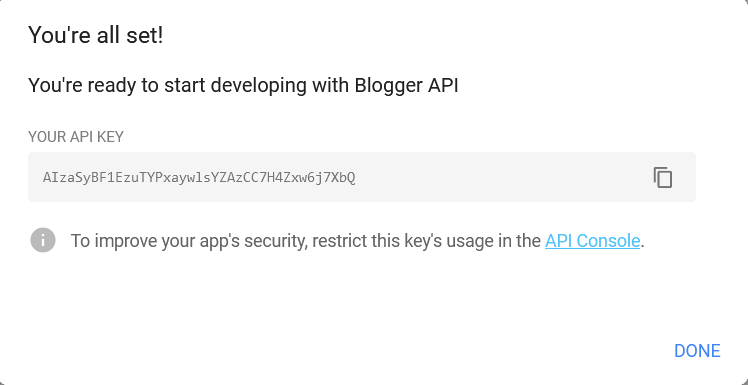 You're all set!
You're ready to start developing with Blogger API
YOUR API KEY
AIzaSyBF1EzuTYPxaywlsYZAzCC7H4Zxw6j7XbQ
To improve your app's security, restrict this key's usage in the API Console.
DONE